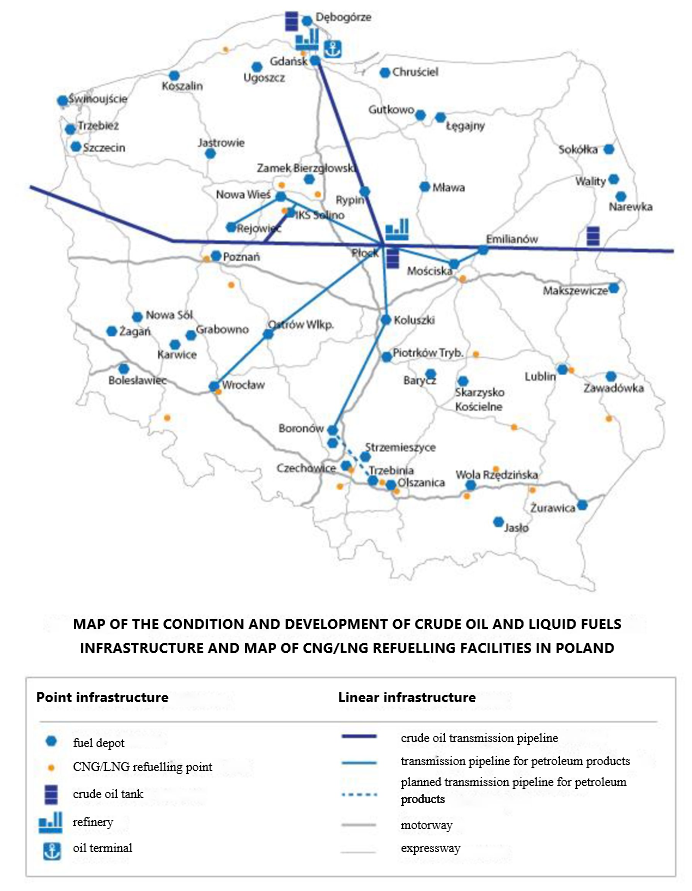 Dębogórze
Gdańsk
Chruściel
Ugoszcz
Koszalin
Świnoujście
Gutkowo
Łęgajny
Trzebież
Szczecin
Jastrowie
Sokółka
Zamek Bierzgłowski
Wality
Mława
Nowa Wieś
Rypin
Narewka
IKS Solino
Rejowiec
Emilianów
Płock
Poznań
Mościska
Makszewicze
Nowa Sól
Koluszki
Żagań
Grabowno
Ostrów Wlkp.
Karwice
Piotrków Tryb.
Bolesławiec
Wrocław
Barycz
Lublin
Skarzysko
Kościelne
Zawadówka
Boronów
Strzemieszyce
Czechowice
Trzebinia
Wola Rzędzińska
Olszanica
Żurawica
Jasło
MAP OF THE CONDITION AND DEVELOPMENT OF CRUDE OIL AND LIQUID FUELS
INFRASTRUCTURE AND MAP OF CNG/LNG REFUELLING FACILITIES IN POLAND
Point infrastructure
fuel depot
CNG/LNG refuelling point
crude oil tank
refinery
oil terminal
Linear infrastructure
crude oil transmission pipeline
transmission pipeline for petroleum products
planned transmission pipeline for petroleum
products
motorway
expressway